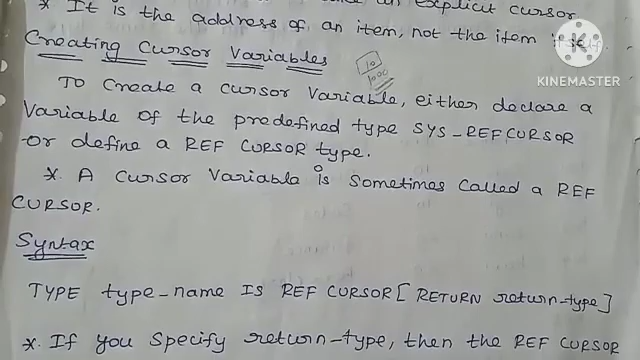 an explicit cursor
* It is the address of an item, not the item itself.
Creating Cursor Variables
10
1000
KINEMASTER
To create a cursor variable, either declare a
variable of the predefined type SYS-REFCURSOR
or define a REF CURSOR type.
*. A cursor variable is sometimes called a REF
CURSOR.
Syntax
TYPE type-name IS REF CURSOR [RETURN return-type]
*. If you specify return-type, then the REF CURSOR